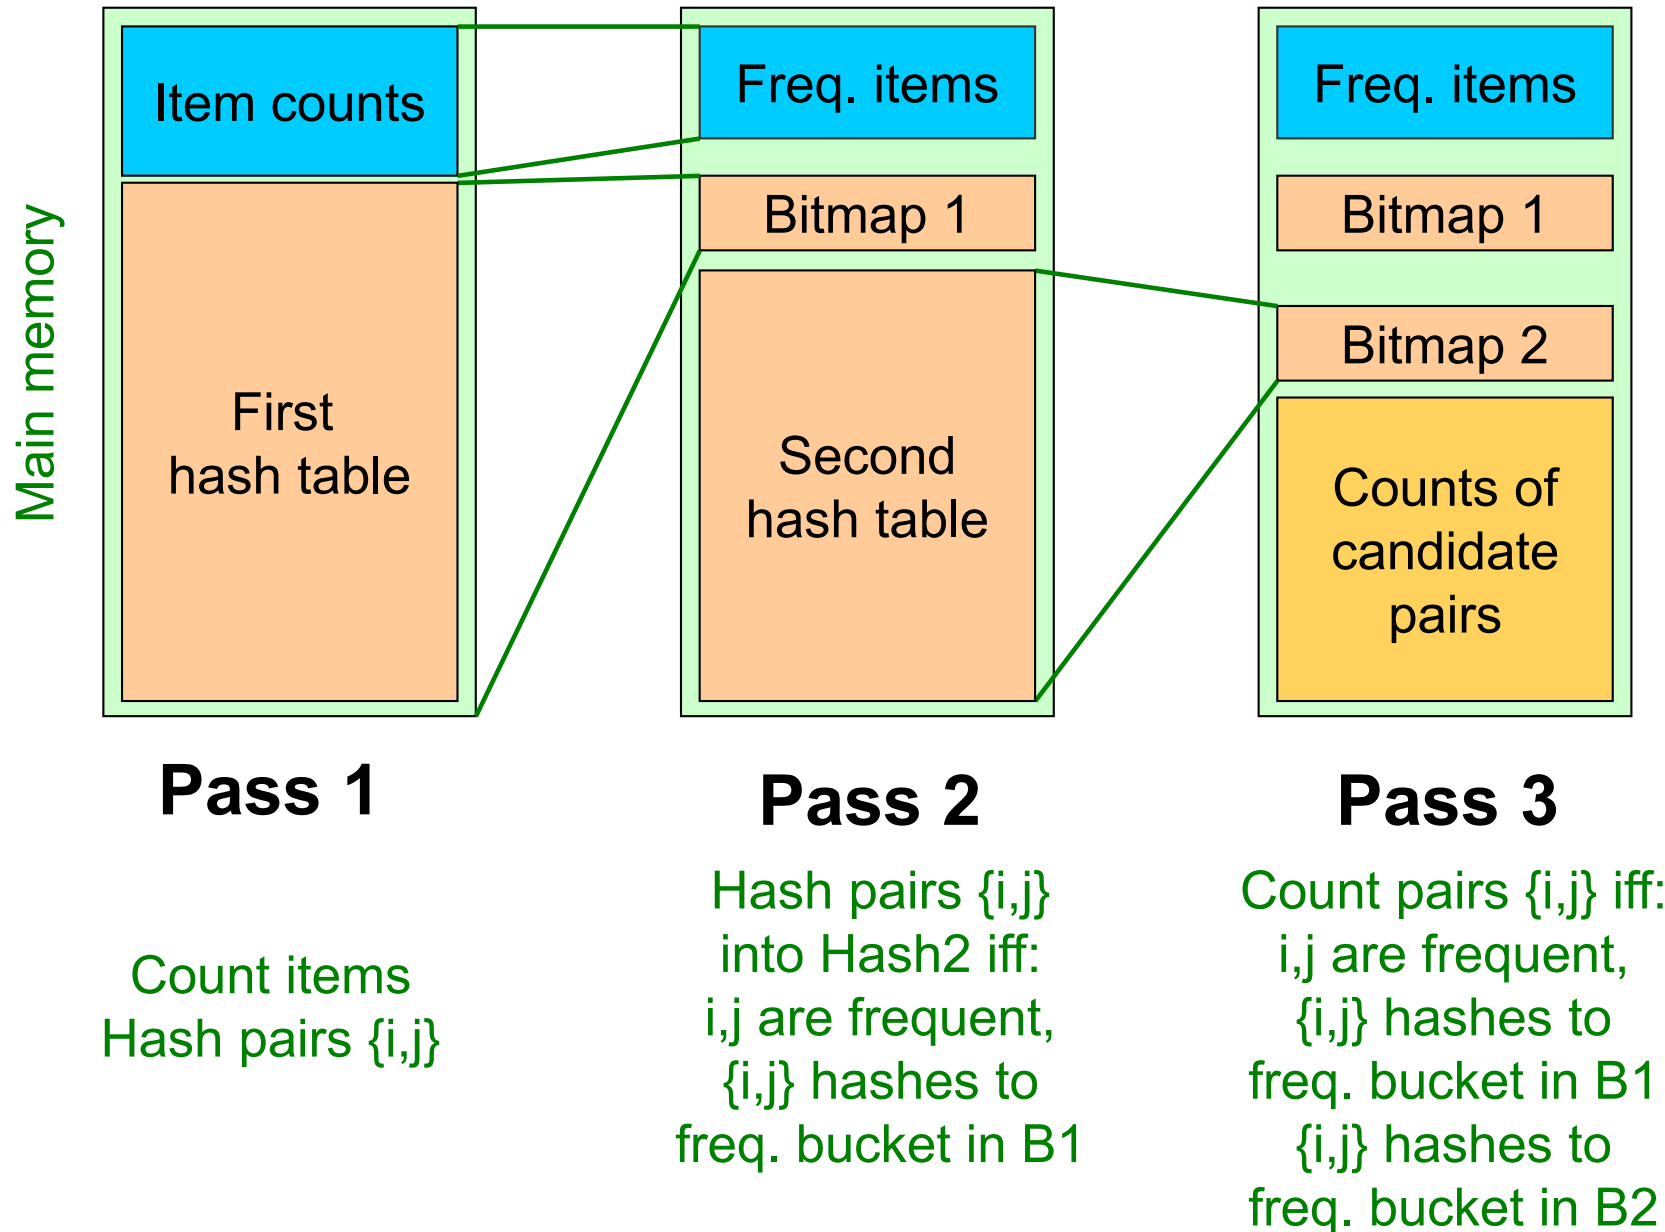 Main memory
Item counts
First
hash table
Pass 1
Count items
Hash pairs {i,j}
Freq. items
Bitmap 1
Second
hash table
Pass 2
Hash pairs {i,j}
into Hash2 iff:
i,j are frequent,
{i,j} hashes to
freq. bucket in B1
Freq. items
Bitmap 1
Bitmap 2
Counts of
candidate
pairs
Pass 3
Count pairs {i,j} iff:
i,j are frequent,
{i,j} hashes to
freq. bucket in B1
{i,j} hashes to
freq. bucket in B2